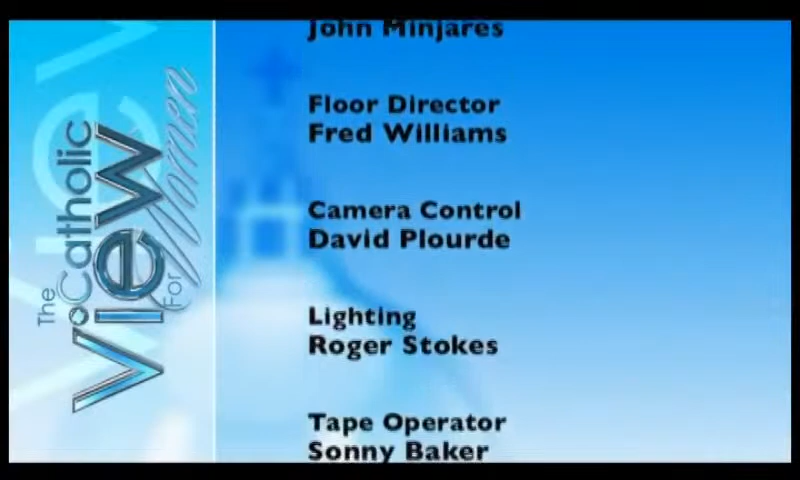 The Catholic
View
For Women
John Minjares
Floor Director
Fred Williams
Camera Control
David Plourde
Lighting
Roger Stokes
Tape Operator
Sonny Baker